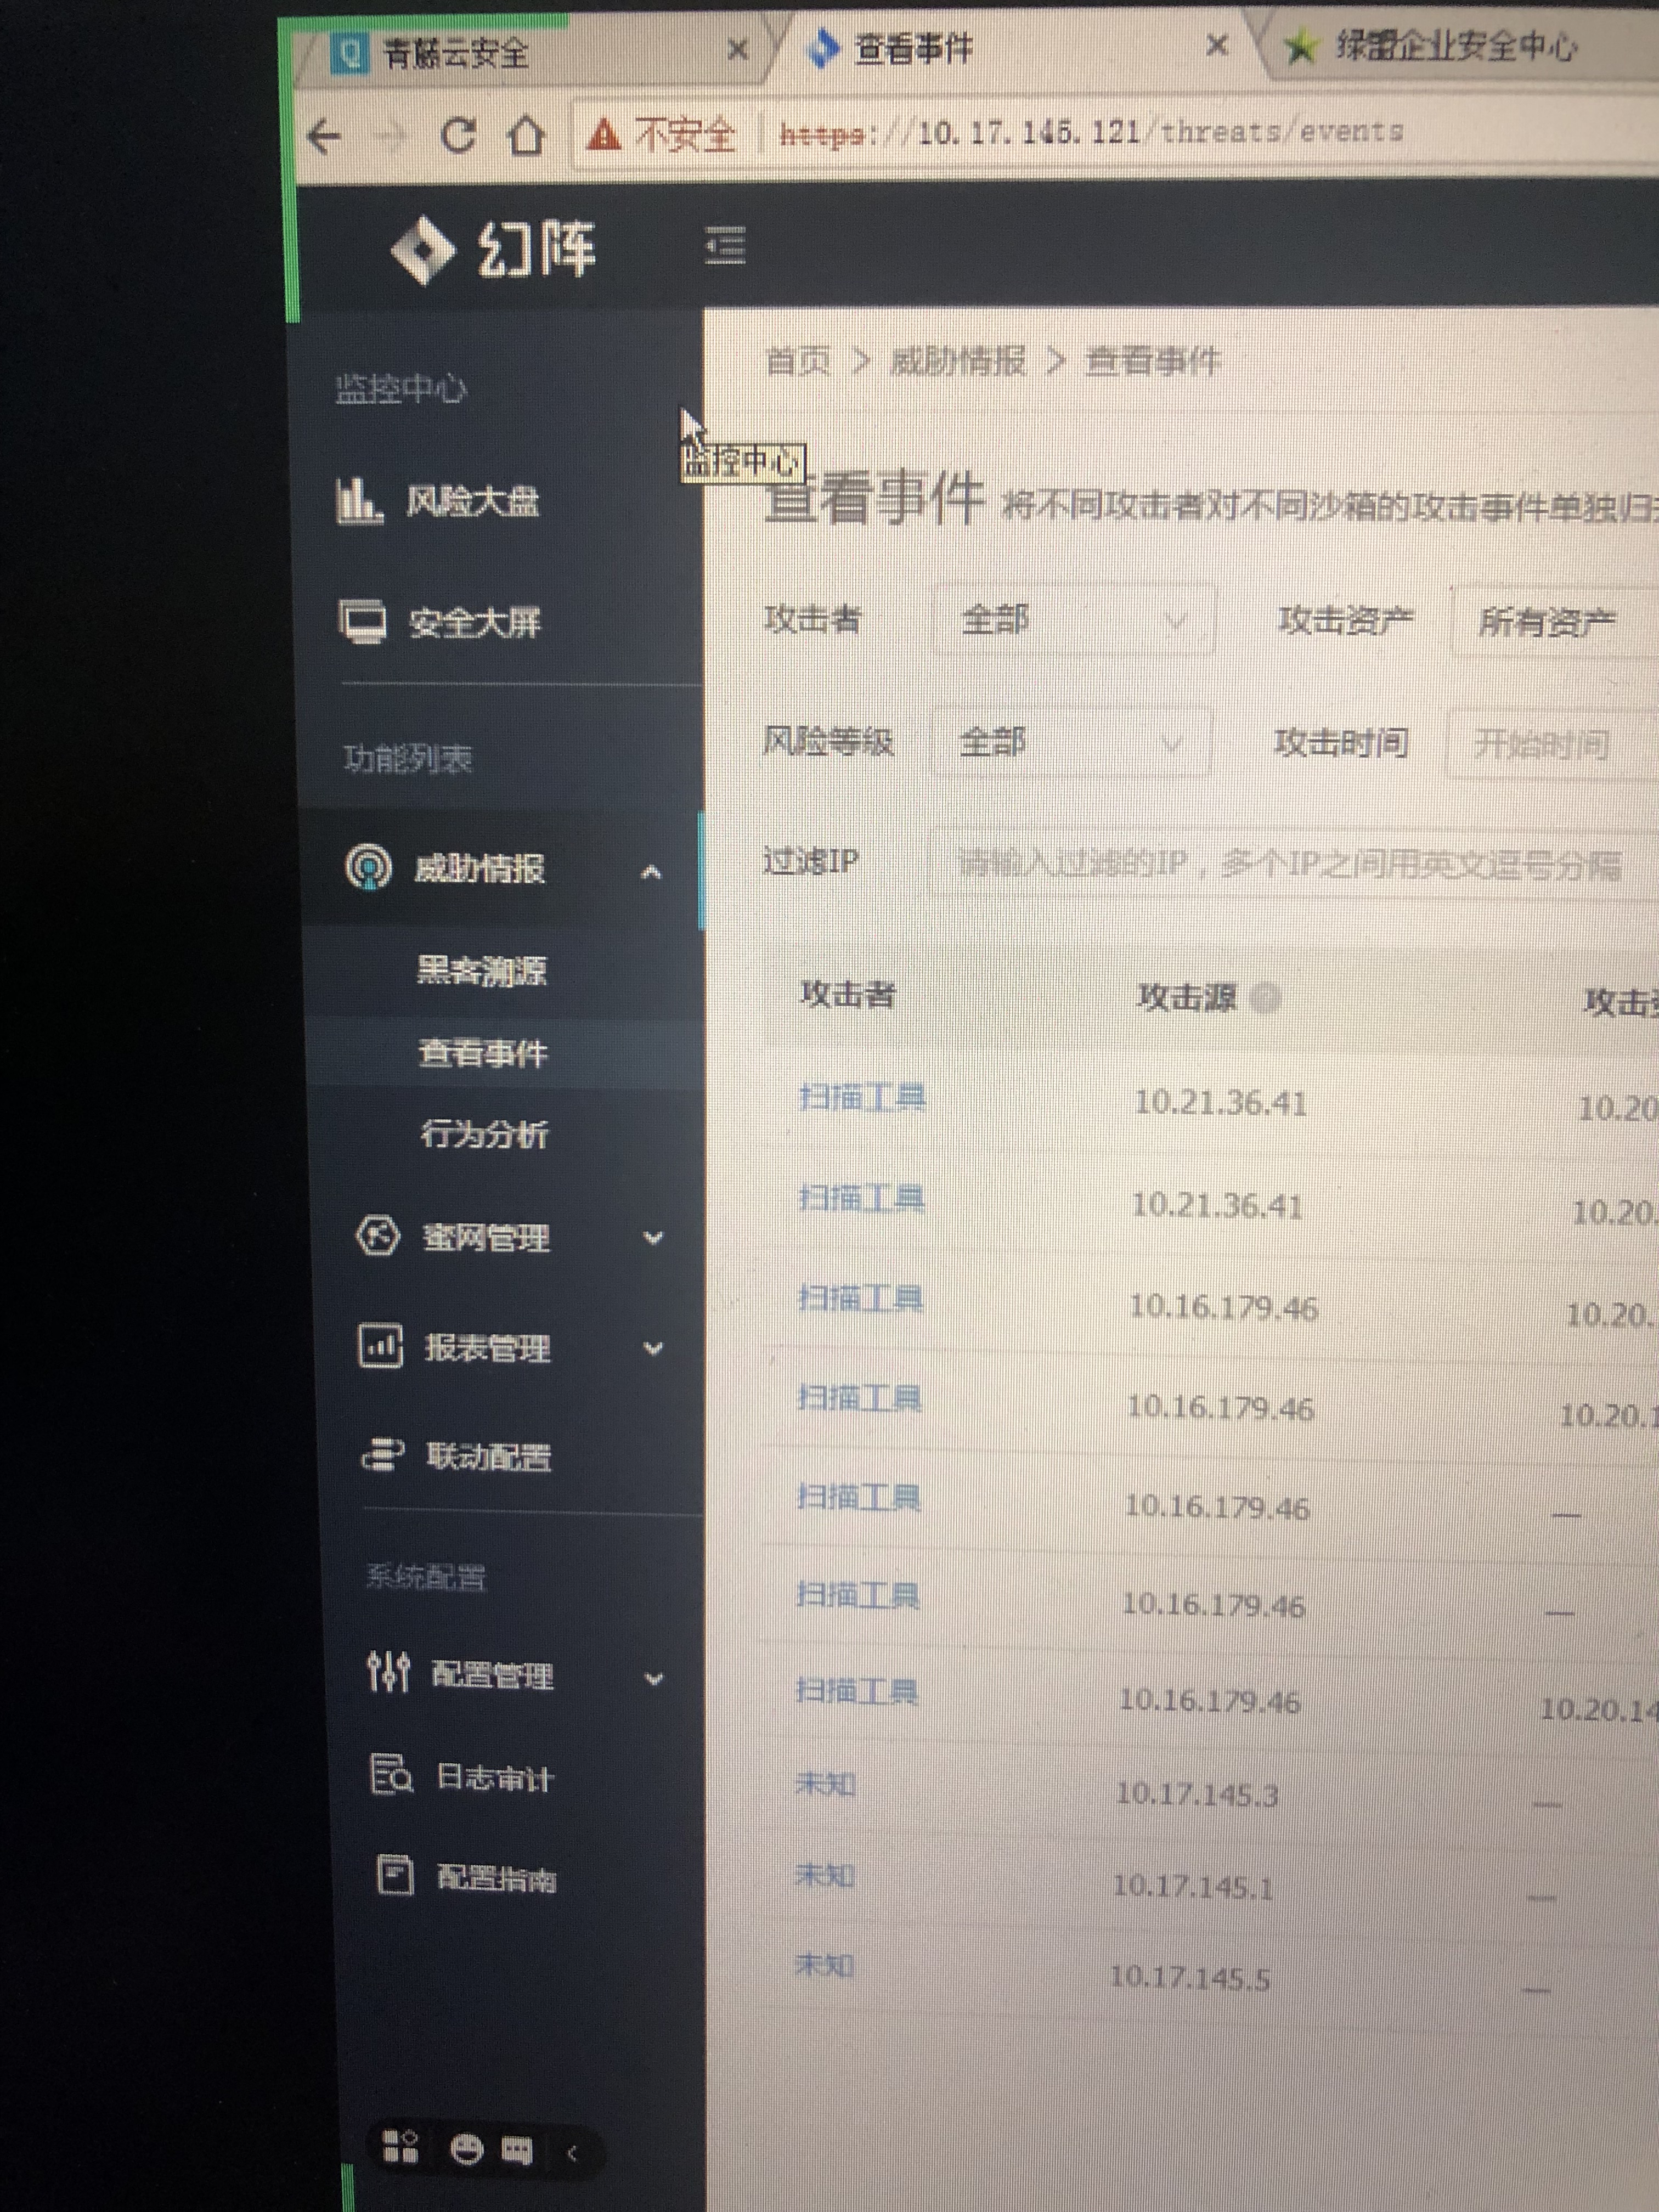 青藤云安全
查看事件
绿盟企业安全中心
不安全 https://10.17.145.121/threats/events
幻阵
首页 > 威胁情报 > 查看事件
监控中心
监控中心
风险大盘
安全大屏
查看事件 将不同攻击者对不同沙箱的攻击事件单独归
攻击者 全部 攻击资产 所有资产
风险等级 全部 攻击时间 开始时间
过滤IP 请输入过滤的IP，多个IP之间用英文逗号分隔
功能列表
威胁情报
黑客溯源
查看事件
行为分析
蜜网管理
报表管理
联动配置
系统配置
配置管理
日志审计
配置指南
攻击者 攻击源 攻击
扫描工具 10.21.36.41 10.20
扫描工具 10.21.36.41 10.20.
扫描工具 10.16.179.46 10.20.
扫描工具 10.16.179.46 10.20.1
扫描工具 10.16.179.46 —
扫描工具 10.16.179.46 —
扫描工具 10.16.179.46 10.20.14
未知 10.17.145.3 —
未知 10.17.145.1 —
未知 10.17.145.5 —